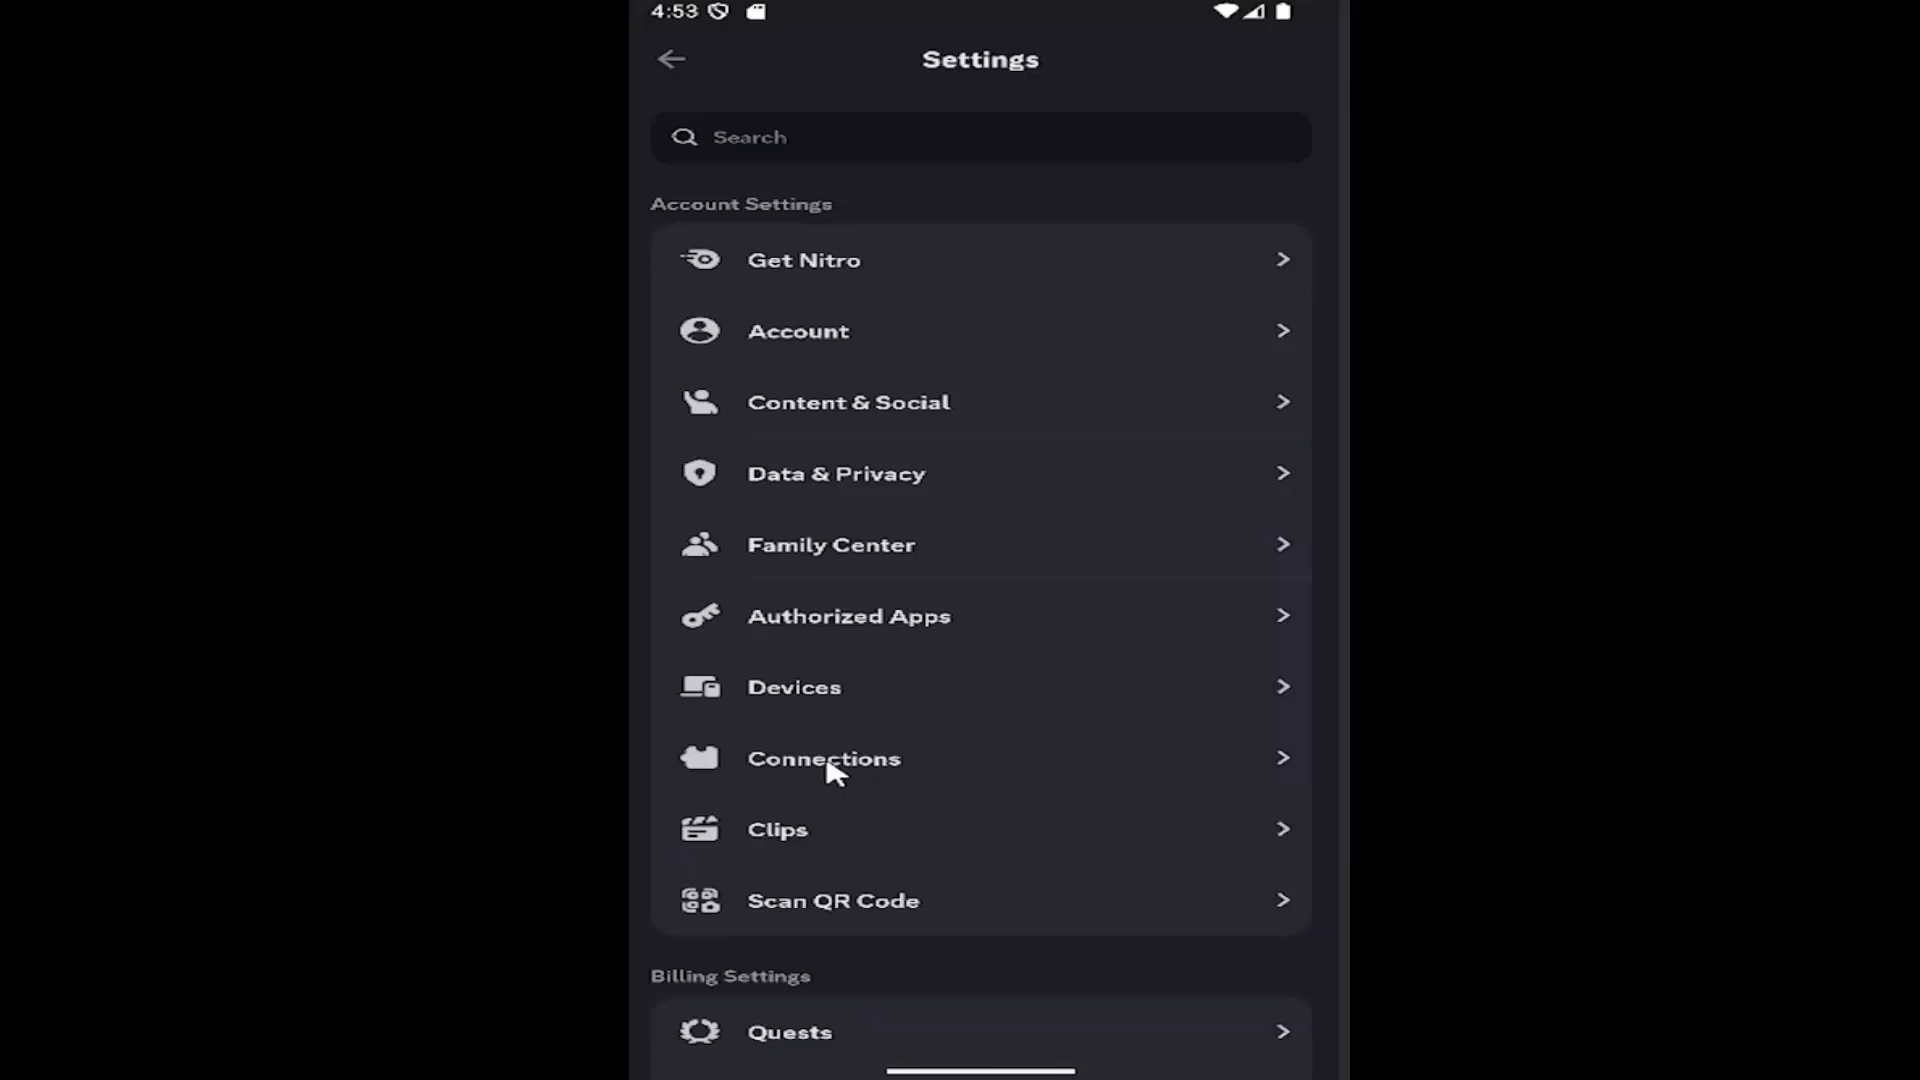 4:53
Settings
Search
Account Settings
Get Nitro
Account
Content & Social
Data & Privacy
Family Center
Authorized Apps
Devices
Connections
Clips
Scan QR Code
Billing Settings
Quests